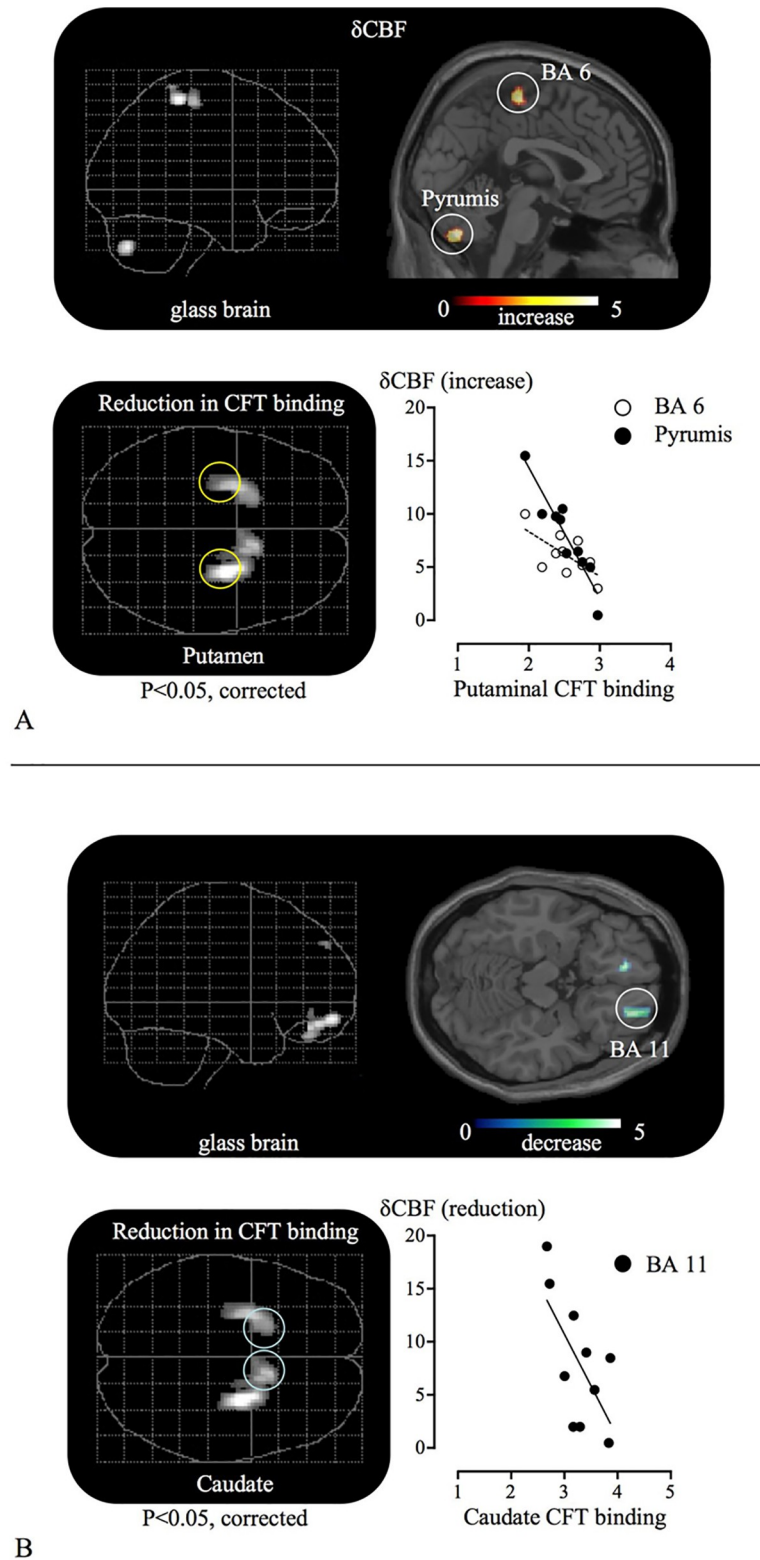 δCBF
BA 6
Pyrumis
glass brain
0 5
increase
Reduction in CFT binding
Putamen
P<0.05, corrected
δCBF (increase)
BA 6
Pyrumis
20
15
10
5
0
1 2 3 4
Putaminal CFT binding
A
BA 11
glass brain
0 5
decrease
Reduction in CFT binding
Caudate
P<0.05, corrected
δCBF (reduction)
BA 11
20
15
10
5
0
1 2 3 4 5
Caudate CFT binding
B